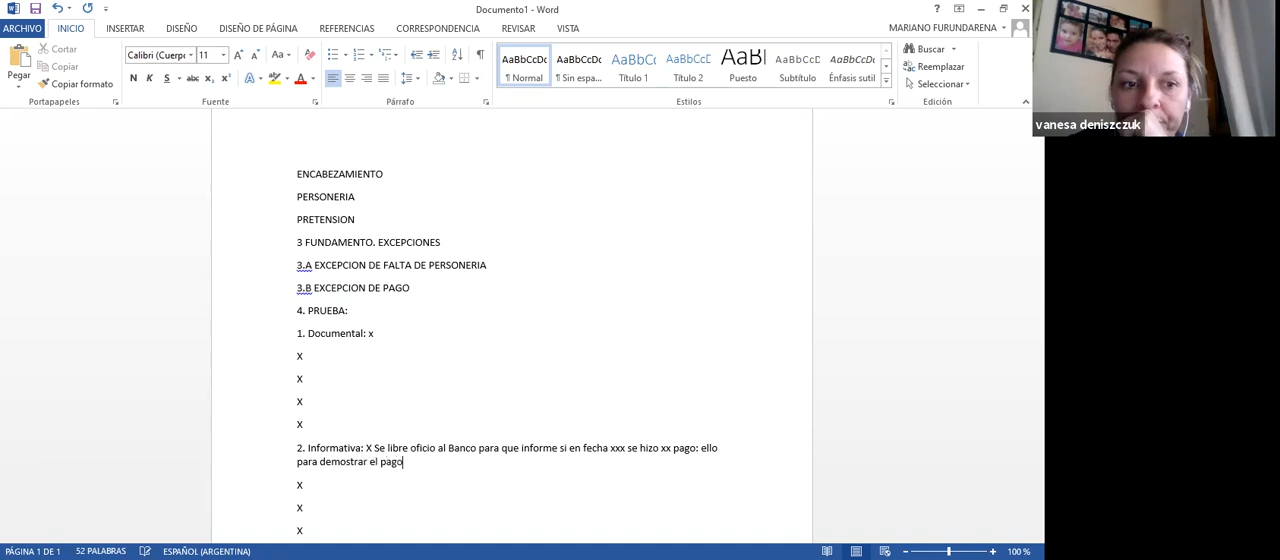 Documento1 - Word
ARCHIVO INICIO INSERTAR DISEÑO DISEÑO DE PÁGINA REFERENCIAS CORRESPONDENCIA REVISAR VISTA MARIANO FURUNDARENA
Pegar
Cortar
Copiar
Copiar formato
Portapapeles
Calibri (Cuerp 11
Fuente
Párrafo
AaBbCcDc AaBbCcDc AaBbCc AaBbCcC AaB AaBbCcC AaBbCcDc
¶ Normal ¶ Sin espa... Título 1 Título 2 Puesto Subtítulo Énfasis sutil
Estilos
Buscar
Reemplazar
Seleccionar
Edición
vanesa deniszczuk
ENCABEZAMIENTO
PERSONERIA
PRETENSION
3 FUNDAMENTO. EXCEPCIONES
3.A EXCEPCION DE FALTA DE PERSONERIA
3.B EXCEPCION DE PAGO
4. PRUEBA:
1. Documental: x
X
X
X
X
2. Informativa: X Se libre oficio al Banco para que informe si en fecha xxx se hizo xx pago: ello
para demostrar el pago
X
X
X
PÁGINA 1 DE 1 52 PALABRAS ESPAÑOL (ARGENTINA) 100 %